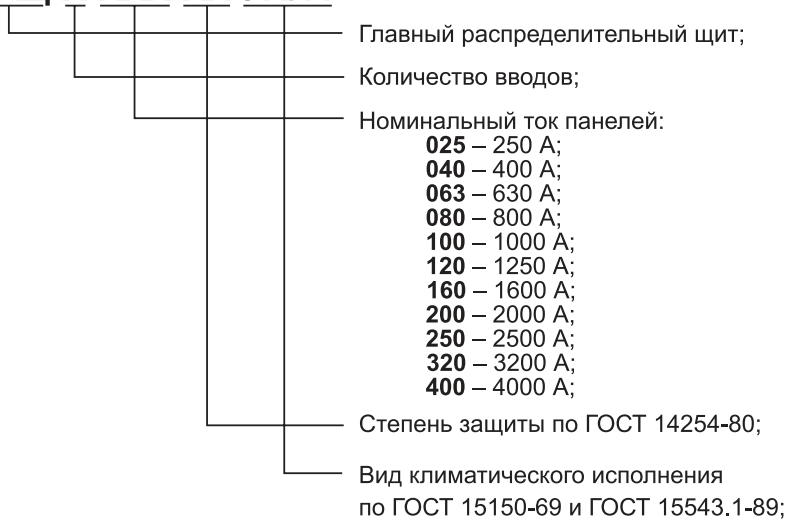 Главный распределительный щит;
Количество вводов;
Номинальный ток панелей:
025 – 250 А;
040 – 400 А;
063 – 630 А;
080 – 800 А;
100 – 1000 А;
120 – 1250 А;
160 – 1600 А;
200 – 2000 А;
250 – 2500 А;
320 – 3200 А;
400 – 4000 А;
Степень защиты по ГОСТ 14254-80;
Вид климатического исполнения
по ГОСТ 15150-69 и ГОСТ 15543.1-89;